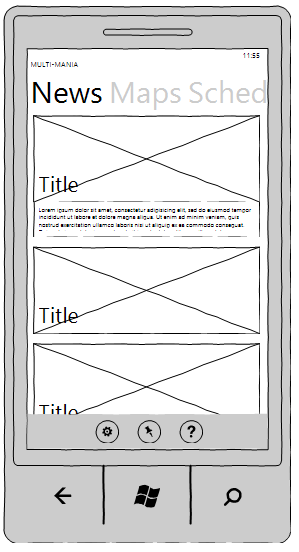 11:55
MULTI-MANIA
News Maps Sched
Title
Lorem ipsum dolor sit amet, consectetur adipisicing elit, sed do eiusmod tempor
incididunt ut labore et dolore magna aliqua. Ut enim ad minim veniam, quis
nostrud exercitation ullamco laboris nisi ut aliquip ex ea commodo consequat.
Title
Title
?